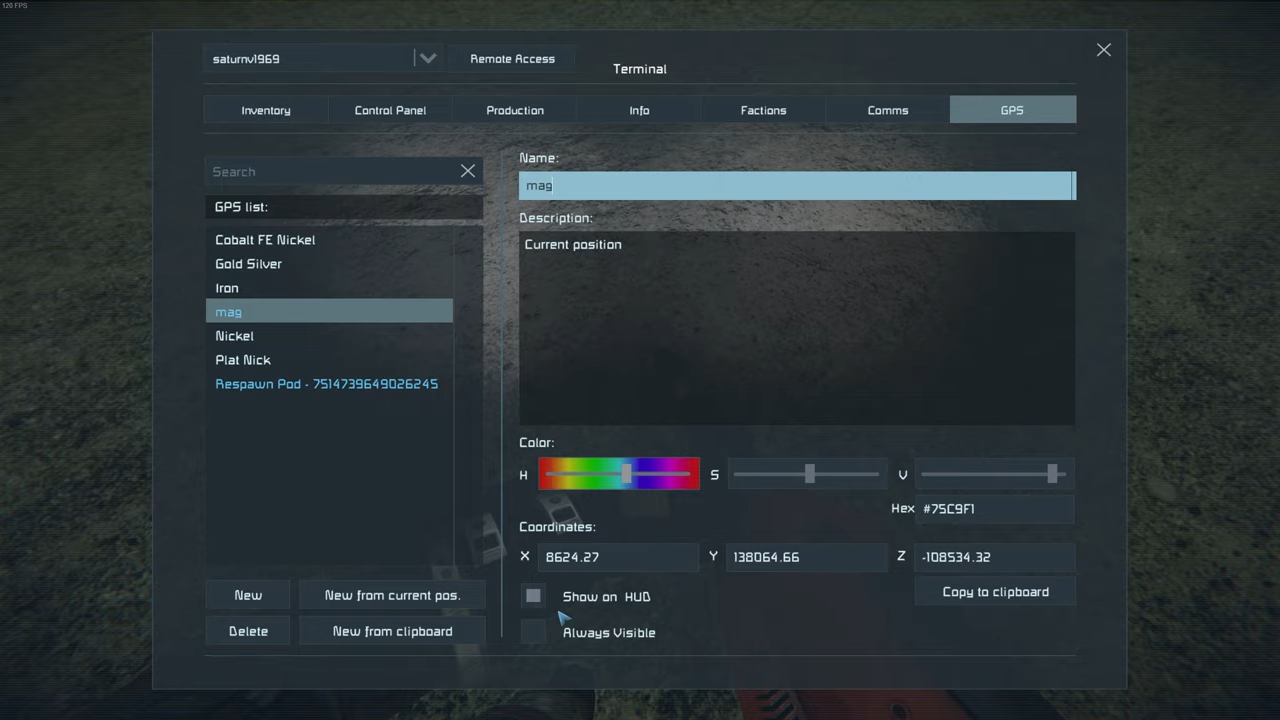 120 FPS
saturnv1969
Remote Access
Terminal
Inventory
Control Panel
Production
Info
Factions
Comms
GPS
Search
GPS list:
Cobalt FE Nickel
Gold Silver
Iron
mag
Nickel
Plat Nick
Respawn Pod - 7514739649026245
New
New from current pos.
Delete
New from clipboard
Name:
mag
Description:
Current position
Color:
H
S
V
Hex #75C9F1
Coordinates:
X 8624.27
Y 138064.66
Z -108534.32
Show on HUD
Copy to clipboard
Always Visible